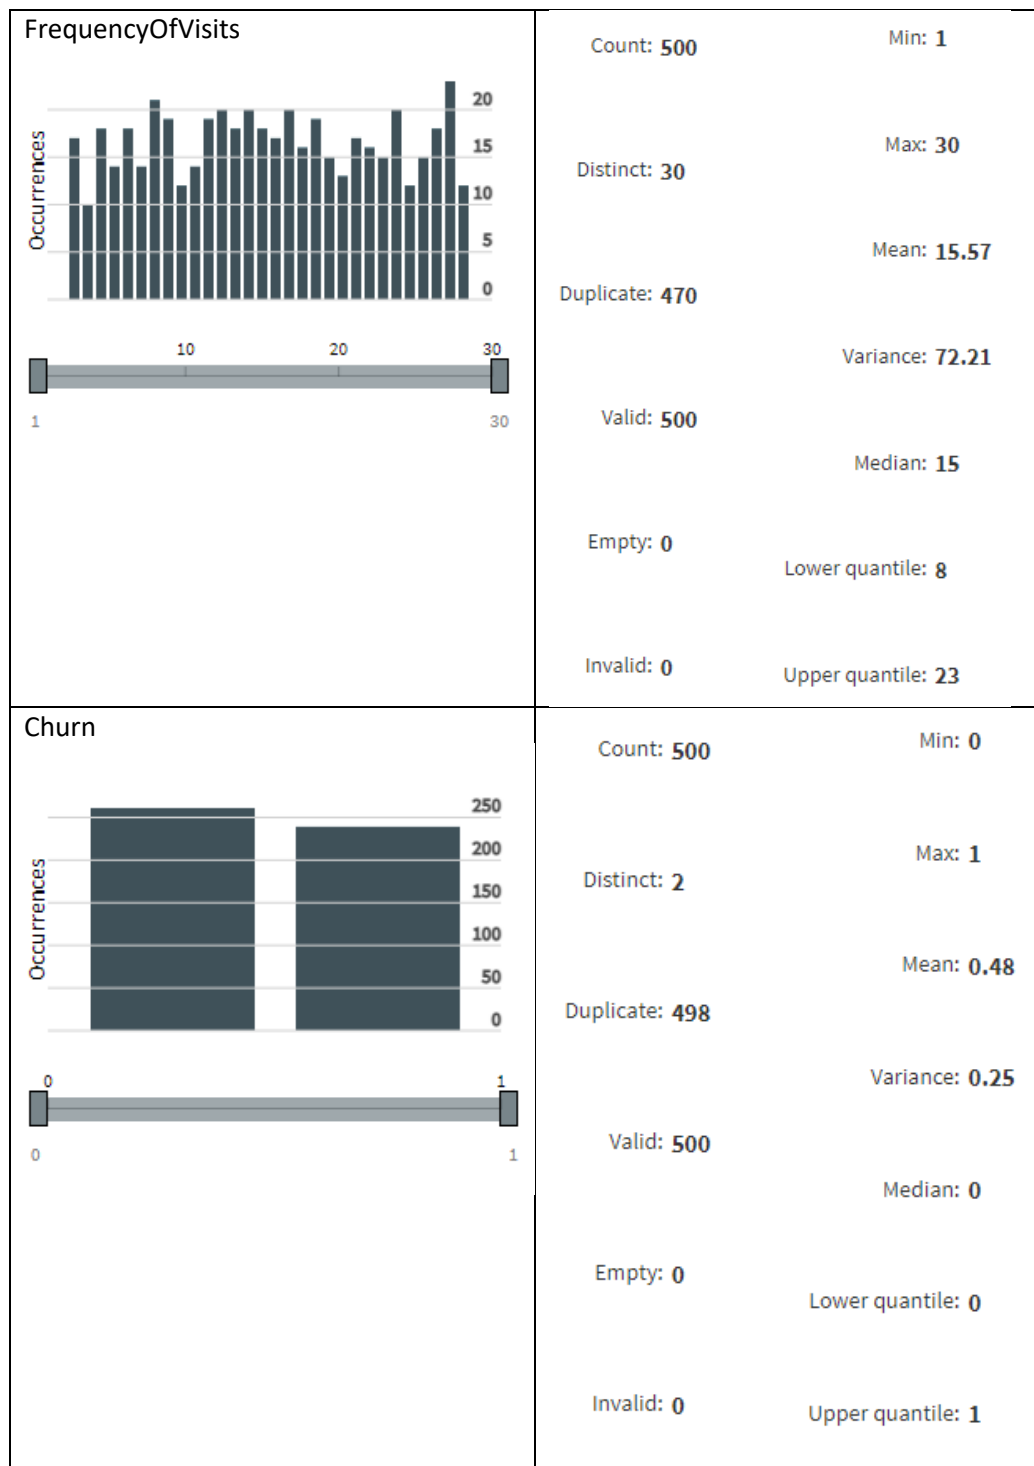 FrequencyOfVisits
20
15
10
5
0
Occurrences
10 20 30
1 30
Count: 500
Distinct: 30
Duplicate: 470
Valid: 500
Empty: 0
Invalid: 0
Min: 1
Max: 30
Mean: 15.57
Variance: 72.21
Median: 15
Lower quantile: 8
Upper quantile: 23
Churn
250
200
150
100
50
0
Occurrences
0 1
0 1
Count: 500
Distinct: 2
Duplicate: 498
Valid: 500
Empty: 0
Invalid: 0
Min: 0
Max: 1
Mean: 0.48
Variance: 0.25
Median: 0
Lower quantile: 0
Upper quantile: 1